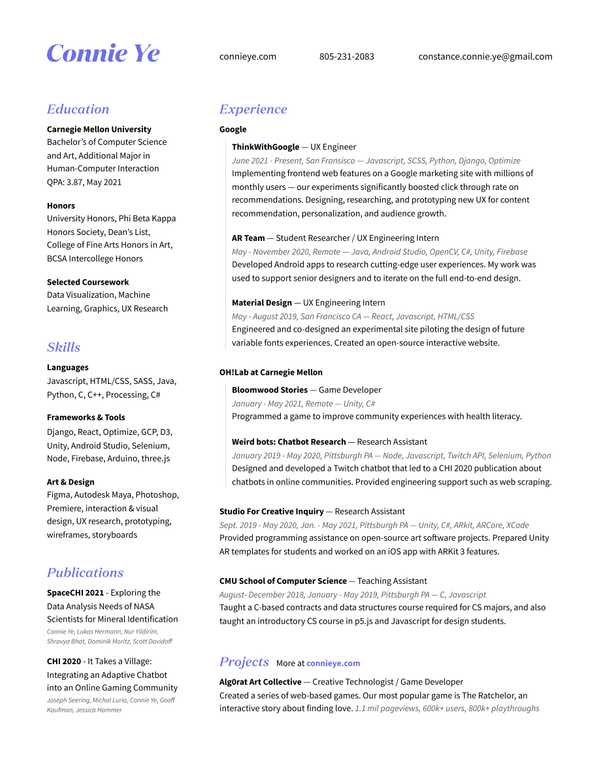 Connie Ye
connieye.com
805-231-2083
constance.connie.ye@gmail.com
Education
Carnegie Mellon University
Bachelor's of Computer Science
and Art, Additional Major in
Human-Computer Interaction
QPA: 3.87, May 2021
Honors
University Honors, Phi Beta Kappa
Honors Society, Dean's List,
College of Fine Arts Honors in Art,
BCSA Intercollege Honors
Selected Coursework
Data Visualization, Machine
Learning, Graphics, UX Research
Skills
Languages
Javascript, HTML/CSS, SASS, Java,
Python, C, C++, Processing, C#
Frameworks & Tools
Django, React, Optimize, GCP, D3,
Unity, Android Studio, Selenium,
Node, Firebase, Arduino, three.js
Art & Design
Figma, Autodesk Maya, Photoshop,
Premiere, interaction & visual
design, UX research, prototyping,
wireframes, storyboards
Publications
SpaceCHI 2021 - Exploring the
Data Analysis Needs of NASA
Scientists for Mineral Identification
Connie Ye, Lukas Hermann, Nur Yildirim,
Shravya Bhat, Dominik Moritz, Scott Davidoff
CHI 2020 - It Takes a Village:
Integrating an Adaptive Chatbot
into an Online Gaming Community
Joseph Seering, Michal Luria, Connie Ye, Geoff
Kaufman, Jessica Hammer
Experience
Google
ThinkWithGoogle — UX Engineer
June 2021 - Present, San Fransisco — Javascript, SCSS, Python, Django, Optimize
Implementing frontend web features on a Google marketing site with millions of
monthly users — our experiments significantly boosted click through rate on
recommendations. Designing, researching, and prototyping new UX for content
recommendation, personalization, and audience growth.
AR Team — Student Researcher / UX Engineering Intern
May - November 2020, Remote — Java, Android Studio, OpenCV, C#, Unity, Firebase
Developed Android apps to research cutting-edge user experiences. My work was
used to support senior designers and to iterate on the full end-to-end design.
Material Design — UX Engineering Intern
May - August 2019, San Francisco CA — React, Javascript, HTML/CSS
Engineered and co-designed an experimental site piloting the design of future
variable fonts experiences. Created an open-source interactive website.
OH!Lab at Carnegie Mellon
Bloomwood Stories — Game Developer
January - May 2021, Remote — Unity, C#
Programmed a game to improve community experiences with health literacy.
Weird bots: Chatbot Research — Research Assistant
January 2019 - May 2020, Pittsburgh PA — Node, Javascript, Twitch API, Selenium, Python
Designed and developed a Twitch chatbot that led to a CHI 2020 publication about
chatbots in online communities. Provided engineering support such as web scraping.
Studio For Creative Inquiry — Research Assistant
Sept. 2019 - May 2020, Jan. - May 2021, Pittsburgh PA — Unity, C#, ARkit, ARCore, XCode
Provided programming assistance on open-source art software projects. Prepared Unity
AR templates for students and worked on an iOS app with ARKit 3 features.
CMU School of Computer Science — Teaching Assistant
August- December 2018, January - May 2019, Pittsburgh PA — C, Javascript
Taught a C-based contracts and data structures course required for CS majors, and also
taught an introductory CS course in p5.js and Javascript for design students.
Projects More at connieye.com
Alg0rat Art Collective — Creative Technologist / Game Developer
Created a series of web-based games. Our most popular game is The Ratchelor, an
interactive story about finding love. 1.1 mil pageviews, 600k+ users, 800k+ playthroughs